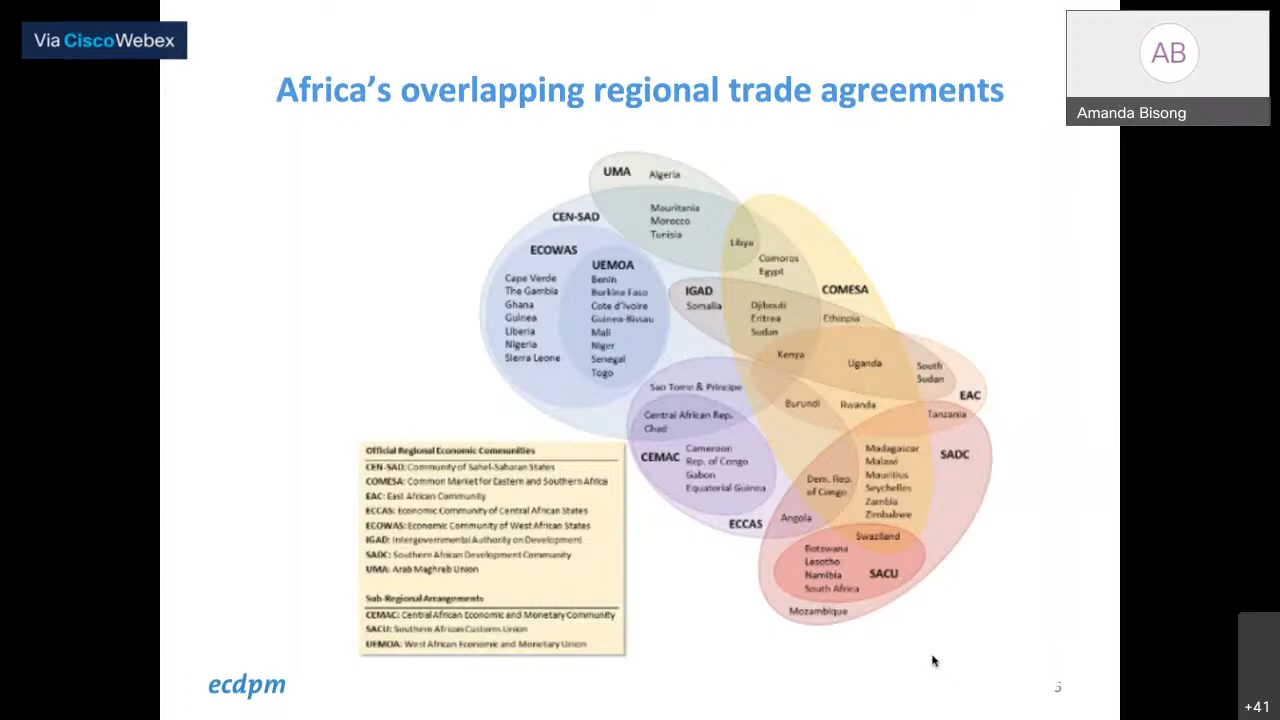 Via Cisco Webex
AB
Amanda Bisong
Africa's overlapping regional trade agreements
UMA
Algeria
Mauritania
Morocco
Tunisia
CEN-SAD
Libya
Comoros
Egypt
ECOWAS
Cape Verde
The Gambia
Ghana
Guinea
Liberia
Nigeria
Sierra Leone
UEMOA
Benin
Burkina Faso
Cote d'Ivoire
Guinea-Bissau
Mali
Niger
Senegal
Togo
IGAD
Somalia
Djibouti
Eritrea
Sudan
COMESA
Ethiopia
Kenya
Uganda
South
Sudan
EAC
Burundi
Rwanda
Tanzania
Sao Tome & Principe
Central African Rep.
Chad
CEMAC
Cameroon
Rep. of Congo
Gabon
Equatorial Guinea
ECCAS
Dem. Rep.
of Congo
Angola
Madagascar
Malawi
Mauritius
Seychelles
Zambia
Zimbabwe
SADC
Swaziland
Botswana
Lesotho
Namibia
South Africa
SACU
Mozambique
Official Regional Economic Communities
CEN-SAD: Community of Sahel-Saharan States
COMESA: Common Market for Eastern and Southern Africa
EAC: East African Community
ECCAS: Economic Community of Central African States
ECOWAS: Economic Community of West African States
IGAD: Intergovernmental Authority on Development
SADC: Southern African Development Community
UMA: Arab Maghreb Union
Sub-Regional Arrangements
CEMAC: Central African Economic and Monetary Community
SACU: Southern African Customs Union
UEMOA: West African Economic and Monetary Union
ecdpm
+41